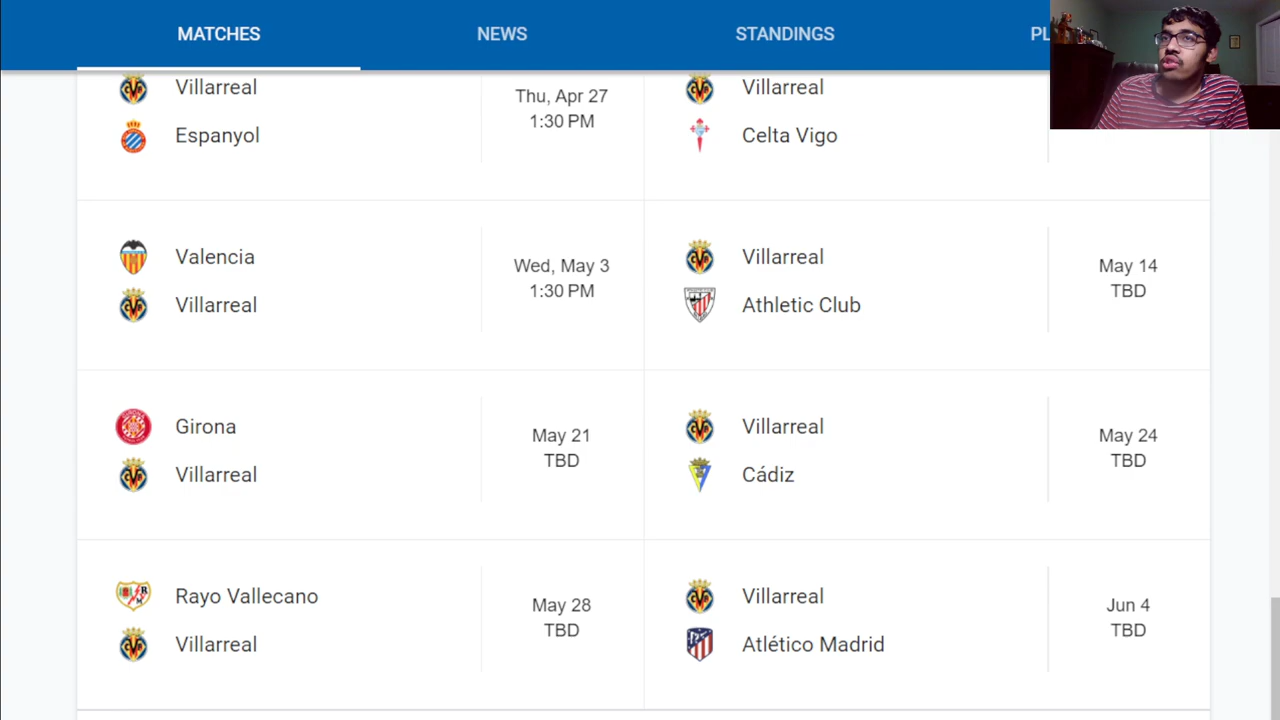 MATCHES NEWS STANDINGS PL
Villarreal
Espanyol
Thu, Apr 27
1:30 PM
Villarreal
Celta Vigo
Valencia
Villarreal
Wed, May 3
1:30 PM
Villarreal
Athletic Club
May 14
TBD
Girona
Villarreal
May 21
TBD
Villarreal
Cádiz
May 24
TBD
Rayo Vallecano
Villarreal
May 28
TBD
Villarreal
Atlético Madrid
Jun 4
TBD